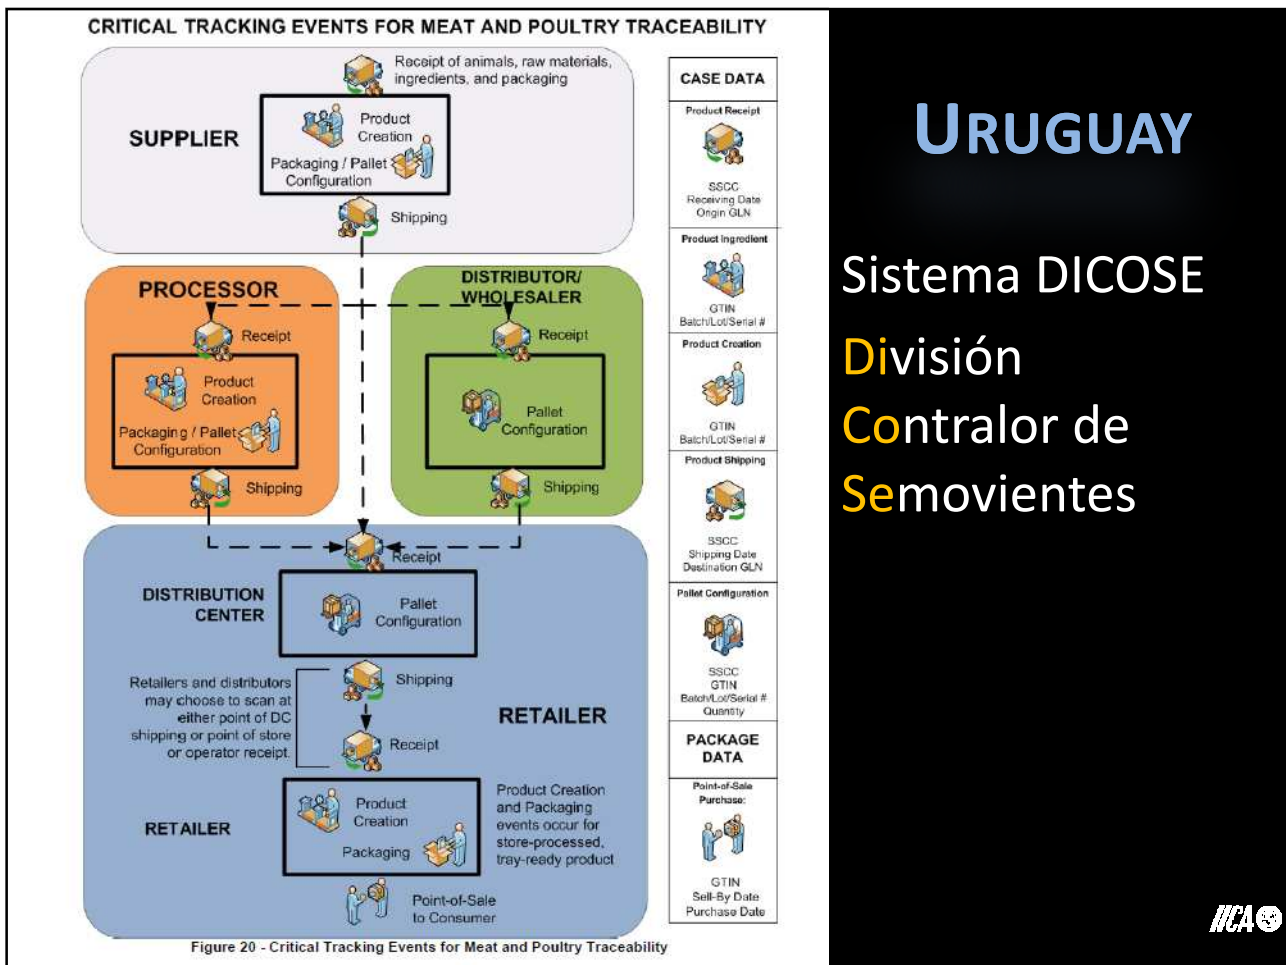 CRITICAL TRACKING EVENTS FOR MEAT AND POULTRY TRACEABILITY
Receipt of animals, raw materials,
ingredients, and packaging
SUPPLIER
Product
Creation
Packaging / Pallet
Configuration
Shipping
PROCESSOR
Receipt
Product
Creation
Packaging / Pallet
Configuration
Shipping
DISTRIBUTOR/
WHOLESALER
Receipt
Pallet
Configuration
Shipping
Receipt
DISTRIBUTION
CENTER
Pallet
Configuration
Shipping
Retailers and distributors
may choose to scan at
either point of DC
shipping or point of store
or operator receipt.
RETAILER
Receipt
RETAILER
Product
Creation
Packaging
Product Creation
and Packaging
events occur for
store-processed,
tray-ready product
Point-of-Sale
to Consumer
CASE DATA
Product Receipt
SSCC
Receiving Date
Origin GLN
Product Ingredient
GTIN
Batch/Lot/Serial #
Product Creation
GTIN
Batch/Lot/Serial #
Product Shipping
SSCC
Shipping Date
Destination GLN
Pallet Configuration
SSCC
GTIN
Batch/Lot/Serial #
Quantity
PACKAGE
DATA
Point-of-Sale
Purchase:
GTIN
Sell-By Date
Purchase Date
Figure 20 - Critical Tracking Events for Meat and Poultry Traceability
URUGUAY
Sistema DICOSE
División
Contralor de
Semovientes
IICA